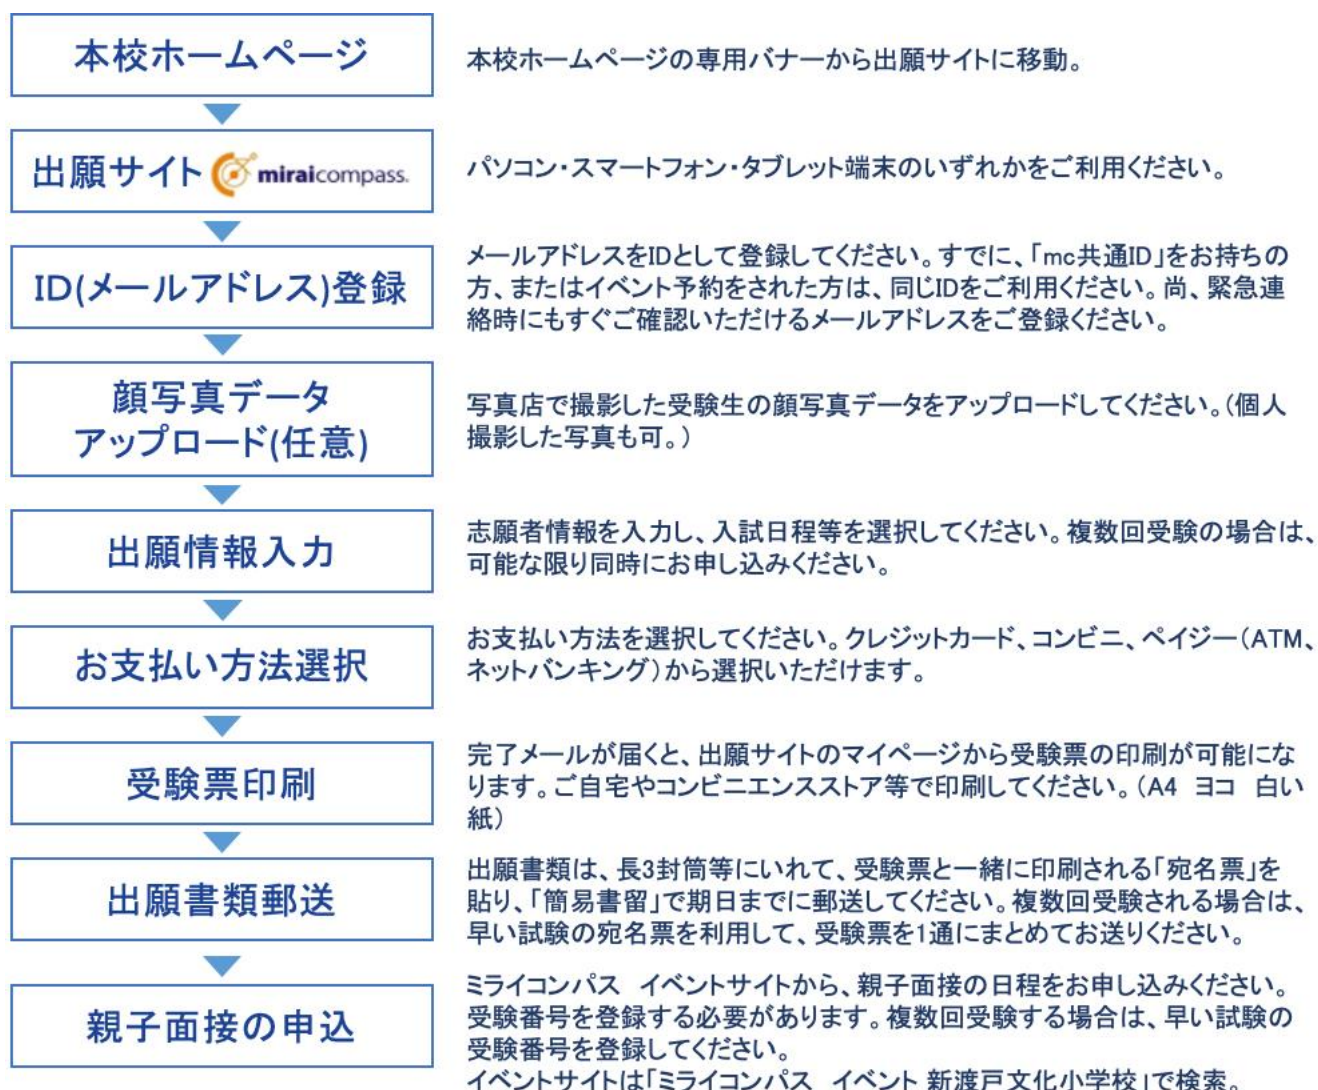 本校ホームページ
本校ホームページの専用バナーから出願サイトに移動。
出願サイト miraicompass.
パソコン・スマートフォン・タブレット端末のいずれかをご利用ください。
ID(メールアドレス)登録
メールアドレスをIDとして登録してください。すでに、「mc共通ID」をお持ちの
方、またはイベント予約をされた方は、同じIDをご利用ください。尚、緊急連
絡時にもすぐご確認いただけるメールアドレスをご登録ください。
顔写真データ
アップロード(任意)
写真店で撮影した受験生の顔写真データをアップロードしてください。(個人
撮影した写真も可。)
出願情報入力
志願者情報を入力し、入試日程等を選択してください。複数回受験の場合は、
可能な限り同時にお申し込みください。
お支払い方法選択
お支払い方法を選択してください。クレジットカード、コンビニ、ペイジー(ATM、
ネットバンキング)から選択いただけます。
受験票印刷
完了メールが届くと、出願サイトのマイページから受験票の印刷が可能にな
ります。ご自宅やコンビニエンスストア等で印刷してください。(A4 ヨコ 白い
紙)
出願書類郵送
出願書類は、長3封筒等にいれて、受験票と一緒に印刷される「宛名票」を
貼り、「簡易書留」で期日までに郵送してください。複数回受験される場合は、
早い試験の宛名票を利用して、受験票を1通にまとめてお送りください。
親子面接の申込
ミライコンパス イベントサイトから、親子面接の日程をお申し込みください。
受験番号を登録する必要があります。複数回受験する場合は、早い試験の
受験番号を登録してください。
イベントサイトは「ミライコンパス イベント 新渡戸文化小学校」で検索。